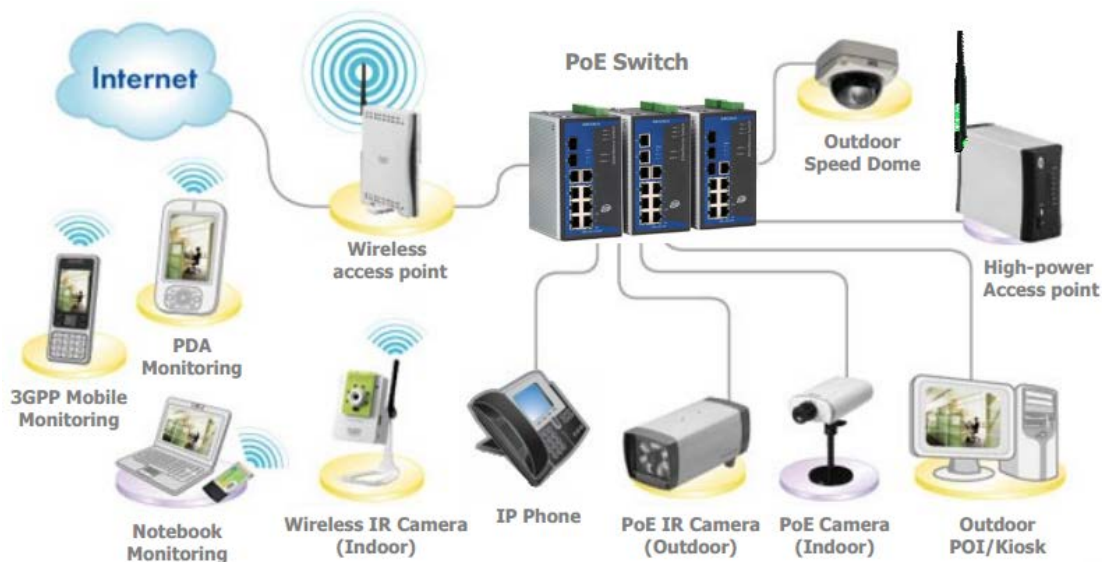 Internet
PoE Switch
Outdoor
Speed Dome
Wireless
access point
High-power
Access point
PDA
Monitoring
3GPP Mobile
Monitoring
Notebook
Monitoring
Wireless IR Camera
(Indoor)
IP Phone
PoE IR Camera
(Outdoor)
PoE Camera
(Indoor)
Outdoor
POI/Kiosk